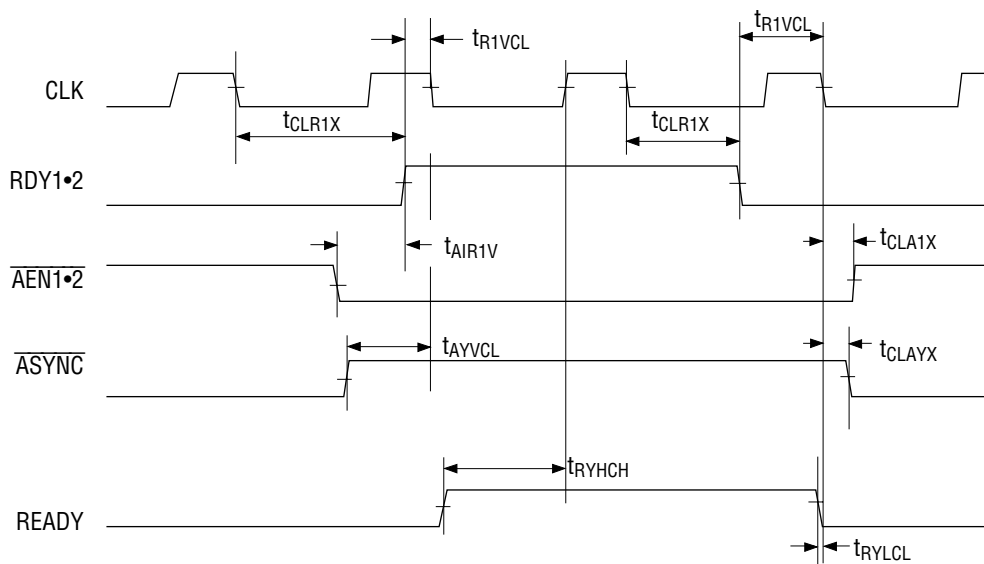 tR1VCL
tR1VCL
CLK
tCLR1X
tCLR1X
RDY1•2
tAIR1V
tCLA1X
AEN1•2
ASYNC
tAYVCL
tCLAYX
tRYHCH
READY
tRYLCL